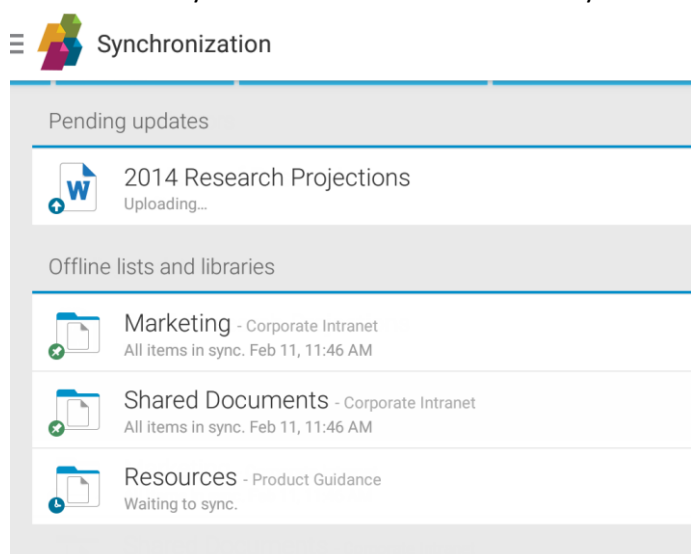 Synchronization
Pending updates
W
2014 Research Projections
Uploading...
Offline lists and libraries
Marketing - Corporate Intranet
All items in sync. Feb 11, 11:46 AM
Shared Documents - Corporate Intranet
All items in sync. Feb 11, 11:46 AM
Resources - Product Guidance
Waiting to sync.